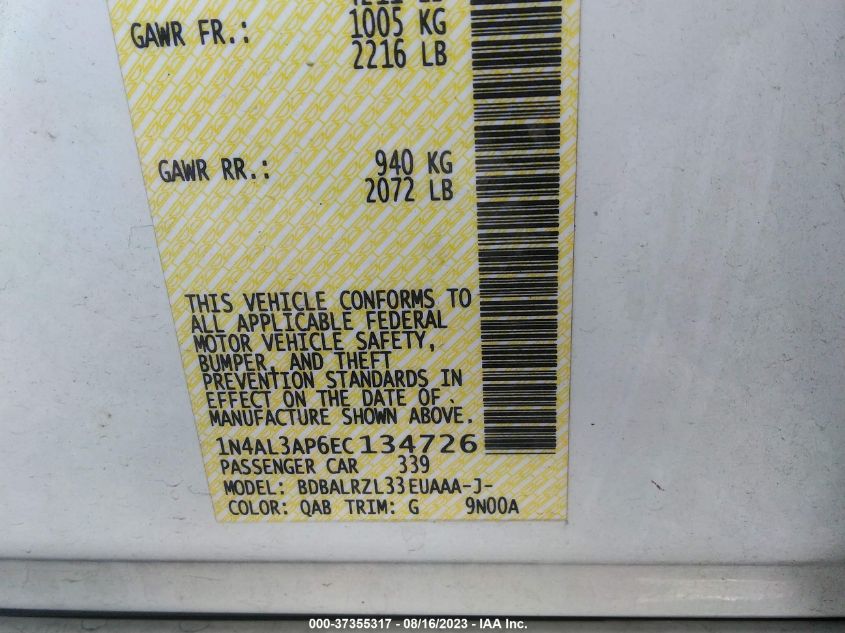 GAWR FR.: 1005 KG
2216 LB
GAWR RR.: 940 KG
2072 LB
THIS VEHICLE CONFORMS TO
ALL APPLICABLE FEDERAL
MOTOR VEHICLE SAFETY,
BUMPER, AND THEFT
PREVENTION STANDARDS IN
EFFECT ON THE DATE OF
MANUFACTURE SHOWN ABOVE.
1N4AL3AP6EC134726
PASSENGER CAR 339
MODEL: BDBALRZL33EUAAA-J-
COLOR: QAB TRIM: G 9N00A
000-37355317 - 08/16/2023 - IAA Inc.